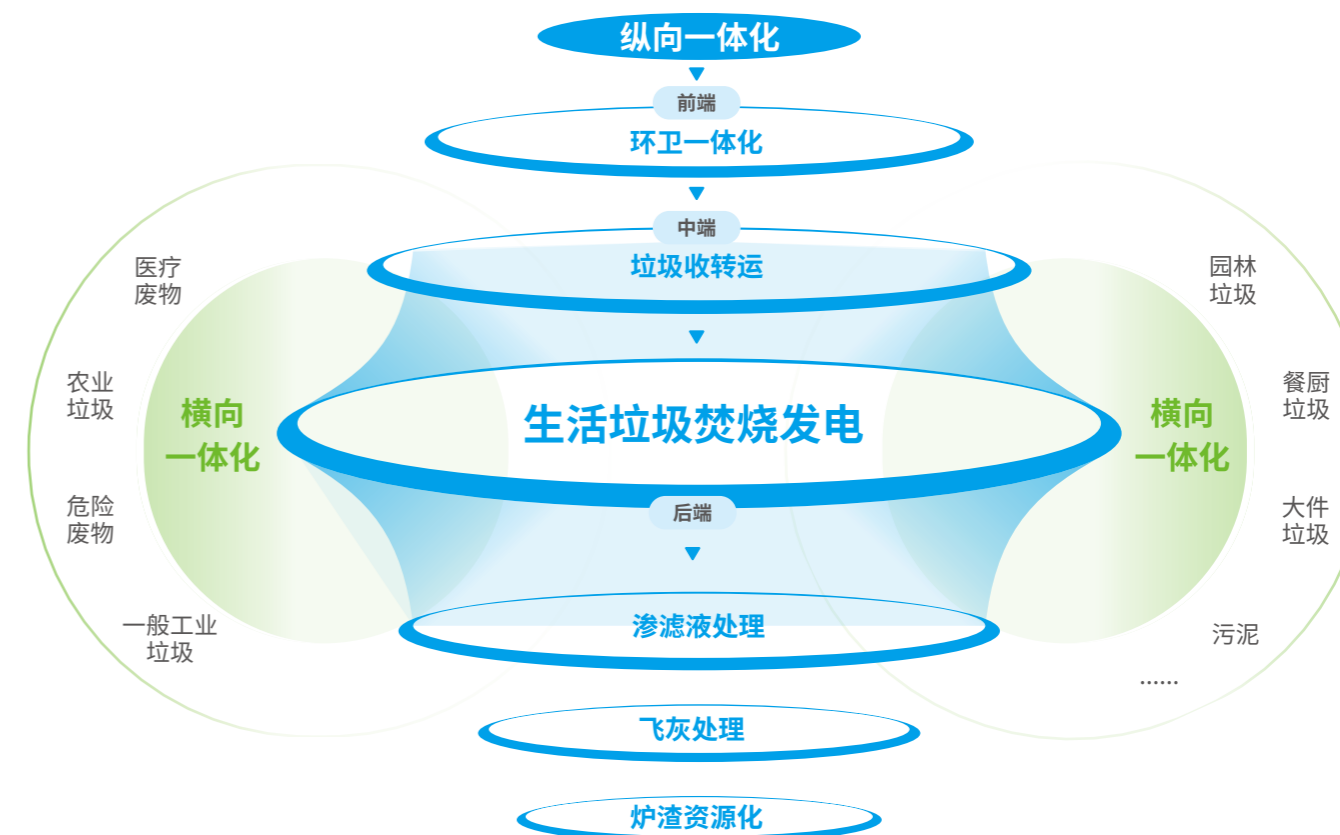 纵向一体化
前端
环卫一体化
中端
垃圾收转运
生活垃圾焚烧发电
后端
渗滤液处理
飞灰处理
炉渣资源化
横向
一体化
医疗
废物
农业
垃圾
危险
废物
一般工业
垃圾
横向
一体化
园林
垃圾
餐厨
垃圾
大件
垃圾
污泥
......